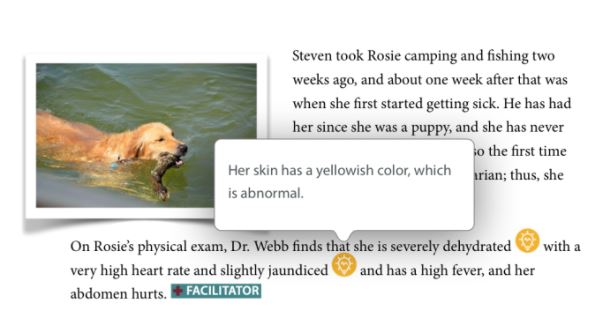 Steven took Rosie camping and fishing two
weeks ago, and about one week after that was
when she first started getting sick. He has had
her since she was a puppy, and she has never
so the first time
arian; thus, she
Her skin has a yellowish color, which
is abnormal.
On Rosie's physical exam, Dr. Webb finds that she is severely dehydrated with a
very high heart rate and slightly jaundiced and has a high fever, and her
abdomen hurts. FACILITATOR